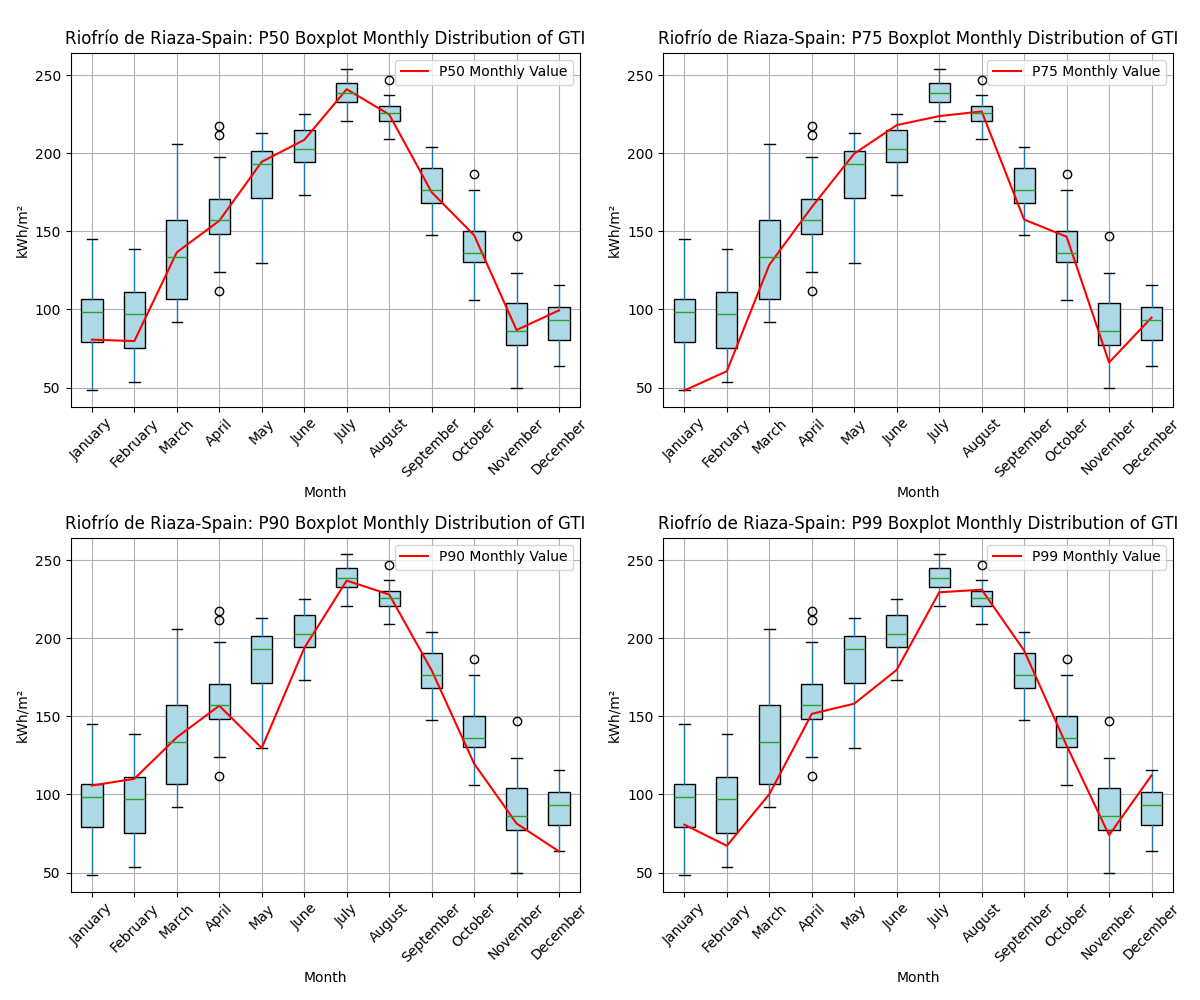 Riofrío de Riaza-Spain: P50 Boxplot Monthly Distribution of GTI
P50 Monthly Value
250
200
150
100
50
kWh/m²
January
February
March
April
May
June
July
August
September
October
November
December
Month
Riofrío de Riaza-Spain: P75 Boxplot Monthly Distribution of GTI
P75 Monthly Value
250
200
150
100
50
kWh/m²
January
February
March
April
May
June
July
August
September
October
November
December
Month
Riofrío de Riaza-Spain: P90 Boxplot Monthly Distribution of GTI
P90 Monthly Value
250
200
150
100
50
kWh/m²
January
February
March
April
May
June
July
August
September
October
November
December
Month
Riofrío de Riaza-Spain: P99 Boxplot Monthly Distribution of GTI
P99 Monthly Value
250
200
150
100
50
kWh/m²
January
February
March
April
May
June
July
August
September
October
November
December
Month